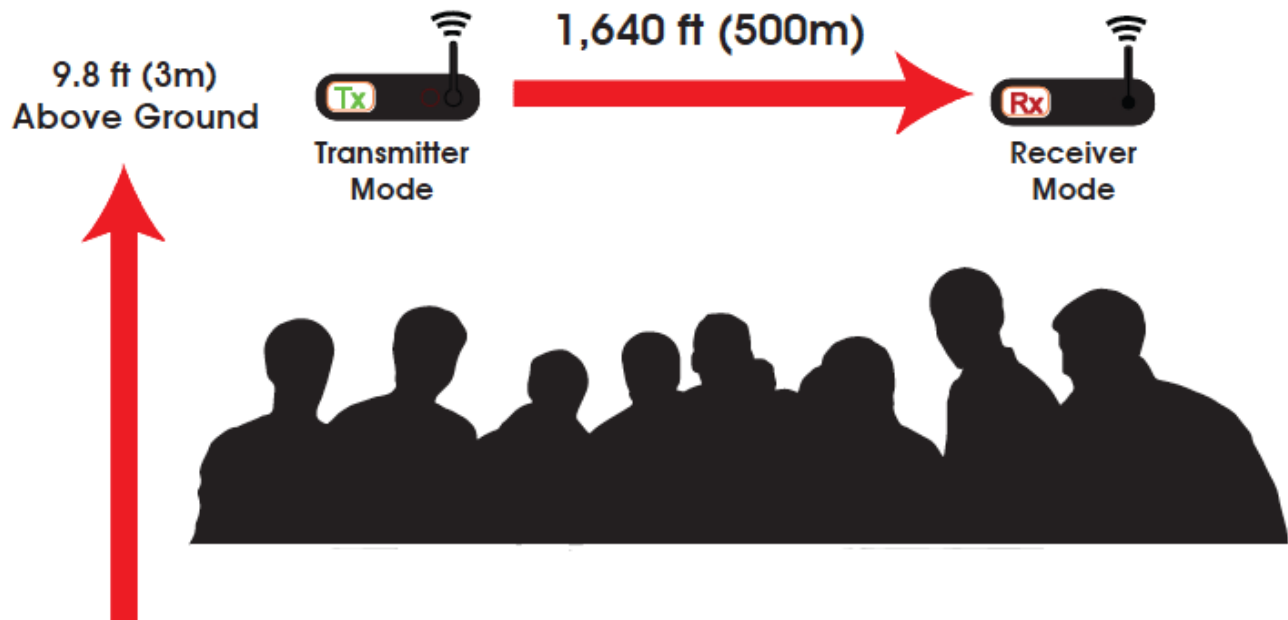 1,640 ft (500m)
9.8 ft (3m)
Above Ground
Tx
Rx
Transmitter
Mode
Receiver
Mode